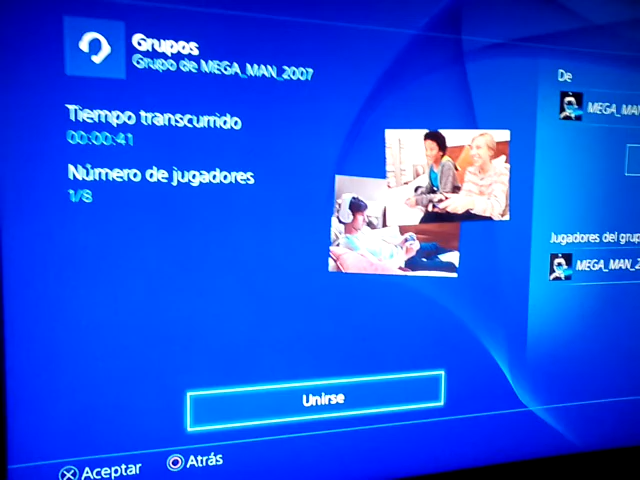 Grupos
Grupo de MEGA_MAN_2007
Tiempo transcurrido
00:00:41
Número de jugadores
1/8
De
Jugadores del
Unirse
Aceptar
Atrás